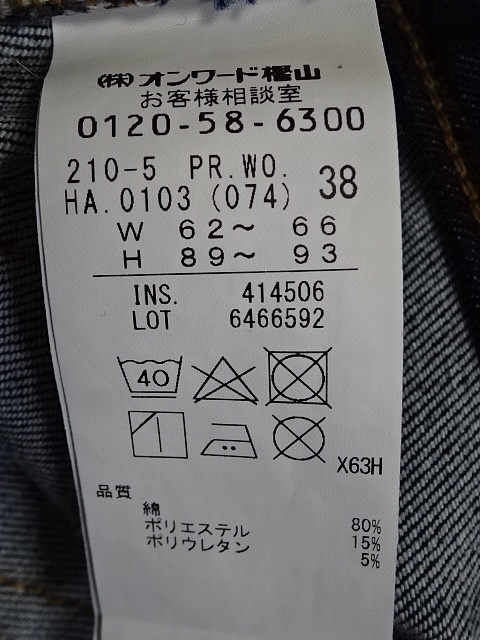 (株)オンワード樫山
お客様相談室
0120-58-6300
210-5 PR.WO.
HA.0103 (074) 38
W 62～ 66
H 89～ 93
INS. 414506
LOT 6466592
40
X63H
品質
綿 80%
ポリエステル 15%
ポリウレタン 5%